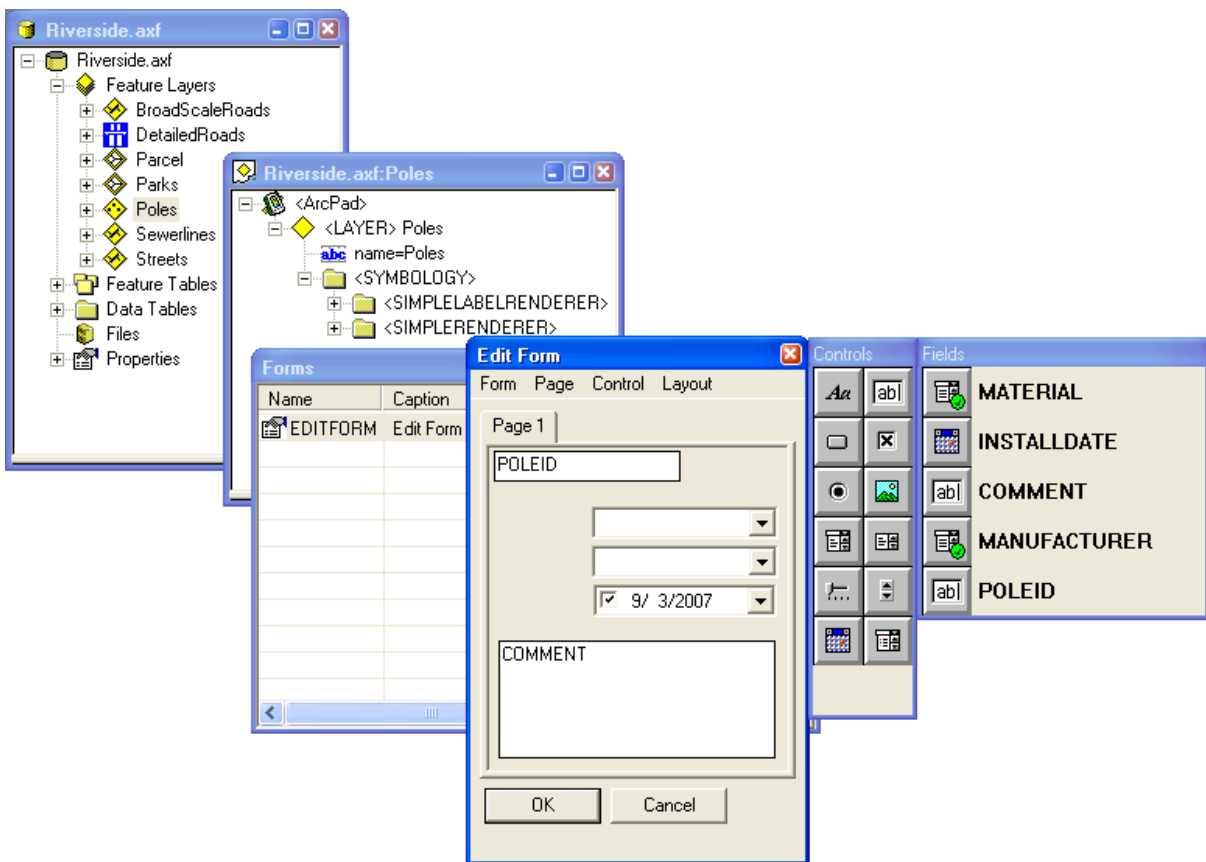 Riverside.axf
Riverside.axf
Feature Layers
BroadScaleRoads
DetailedRoads
Parcel
Parks
Poles
Sewerlines
Streets
Feature Tables
Data Tables
Files
Properties
Riverside.axf:Poles
<ArcPad>
<LAYER> Poles
abc name=Poles
<SYMBOLOGY>
<SIMPLELABELRENDERER>
<SIMPLERENDERER>
Forms
Name Caption
EDITFORM Edit Form
Edit Form
Form Page Control Layout
Page 1
POLEID
9/ 3/2007
COMMENT
OK Cancel
Controls
Aa ab
Fields
MATERIAL
INSTALLDATE
ab COMMENT
MANUFACTURER
ab POLEID